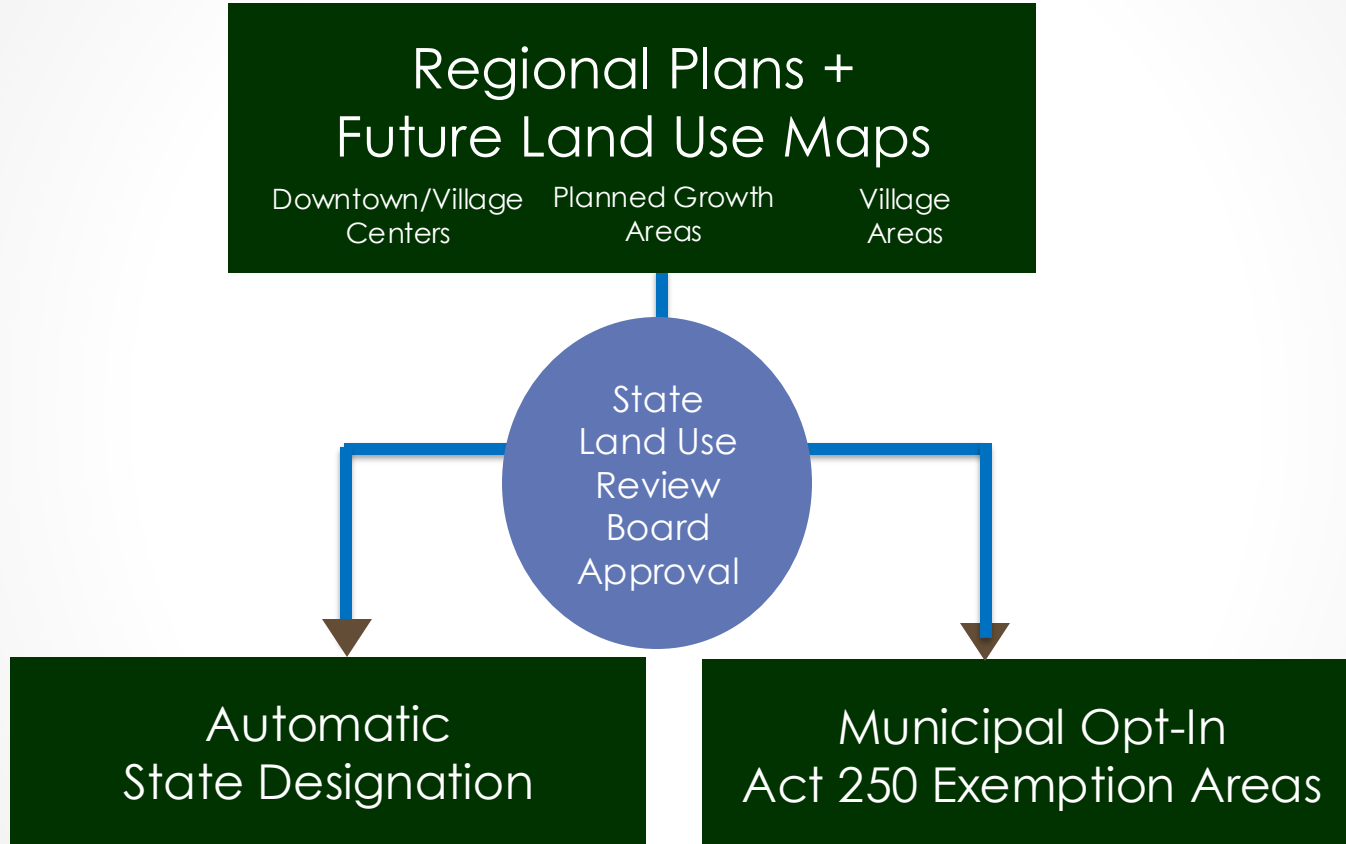 Regional Plans +
Future Land Use Maps
Downtown/Village
Centers
Planned Growth
Areas
Village
Areas
State
Land Use
Review
Board
Approval
Automatic
State Designation
Municipal Opt-In
Act 250 Exemption Areas